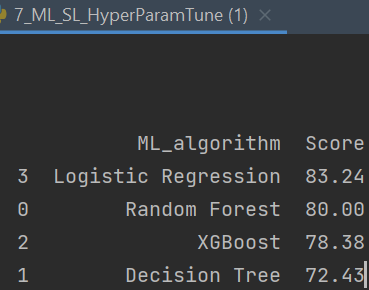 7_ML_SL_HyperParamTune (1)
ML_algorithm Score
3 Logistic Regression 83.24
0 Random Forest 80.00
2 XGBoost 78.38
1 Decision Tree 72.43